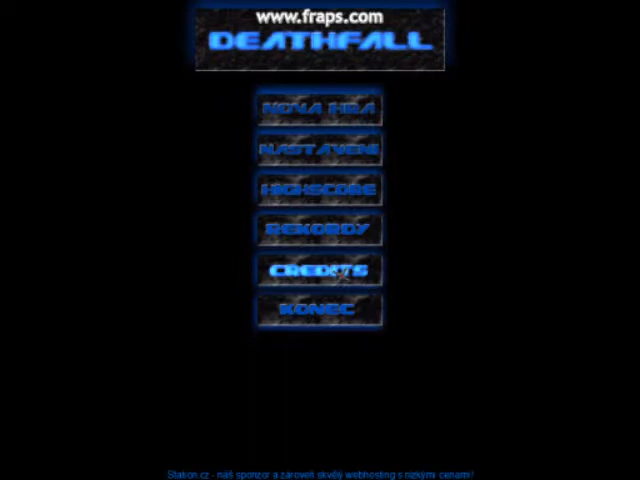 www.fraps.com
DEATHFALL
NOVA HRA
NASTAVENI
HIGHSCORE
REKORDY
CREDITS
KONEC
Station.cz - náš sponzor a zároveň skvělý webhosting s nízkými cenami!